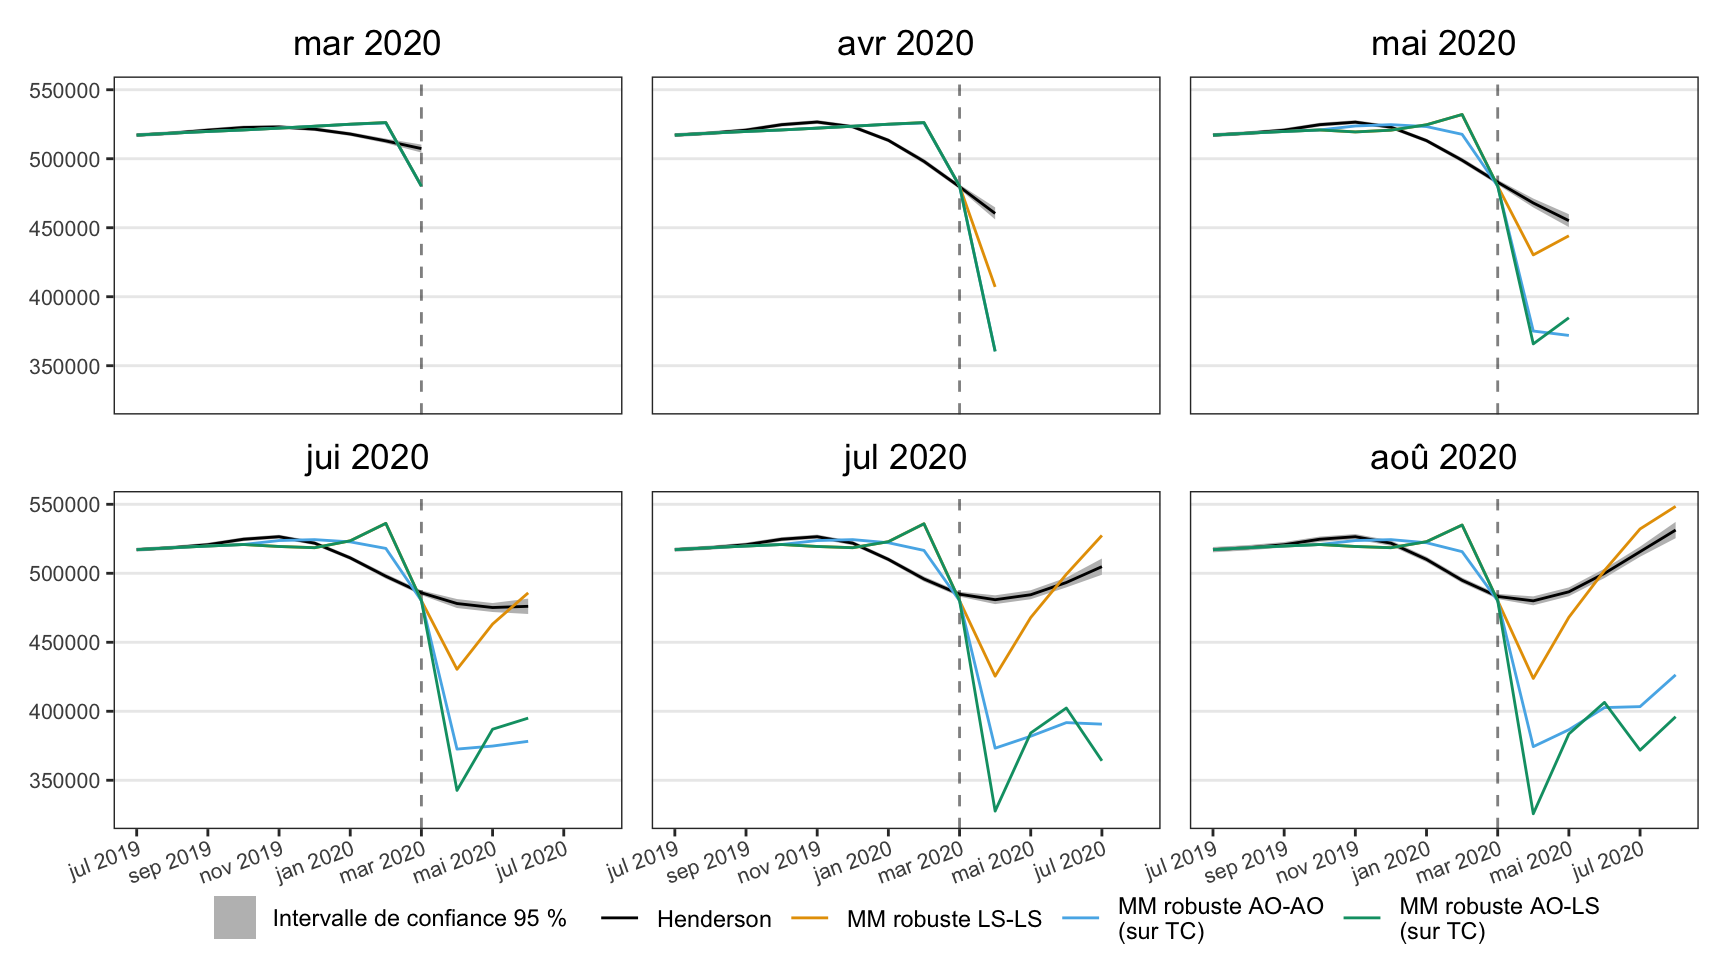 mar 2020
avr 2020
mai 2020
550000
500000
450000
400000
350000
jui 2020
jul 2020
aoû 2020
550000
500000
450000
400000
350000
jul 2019
sep 2019
nov 2019
jan 2020
mar 2020
mai 2020
jul 2020
jul 2019
sep 2019
nov 2019
jan 2020
mar 2020
mai 2020
jul 2020
jul 2019
sep 2019
nov 2019
jan 2020
mar 2020
mai 2020
jul 2020
Intervalle de confiance 95 %
Henderson
MM robuste LS-LS
MM robuste AO-AO
(sur TC)
MM robuste AO-LS
(sur TC)